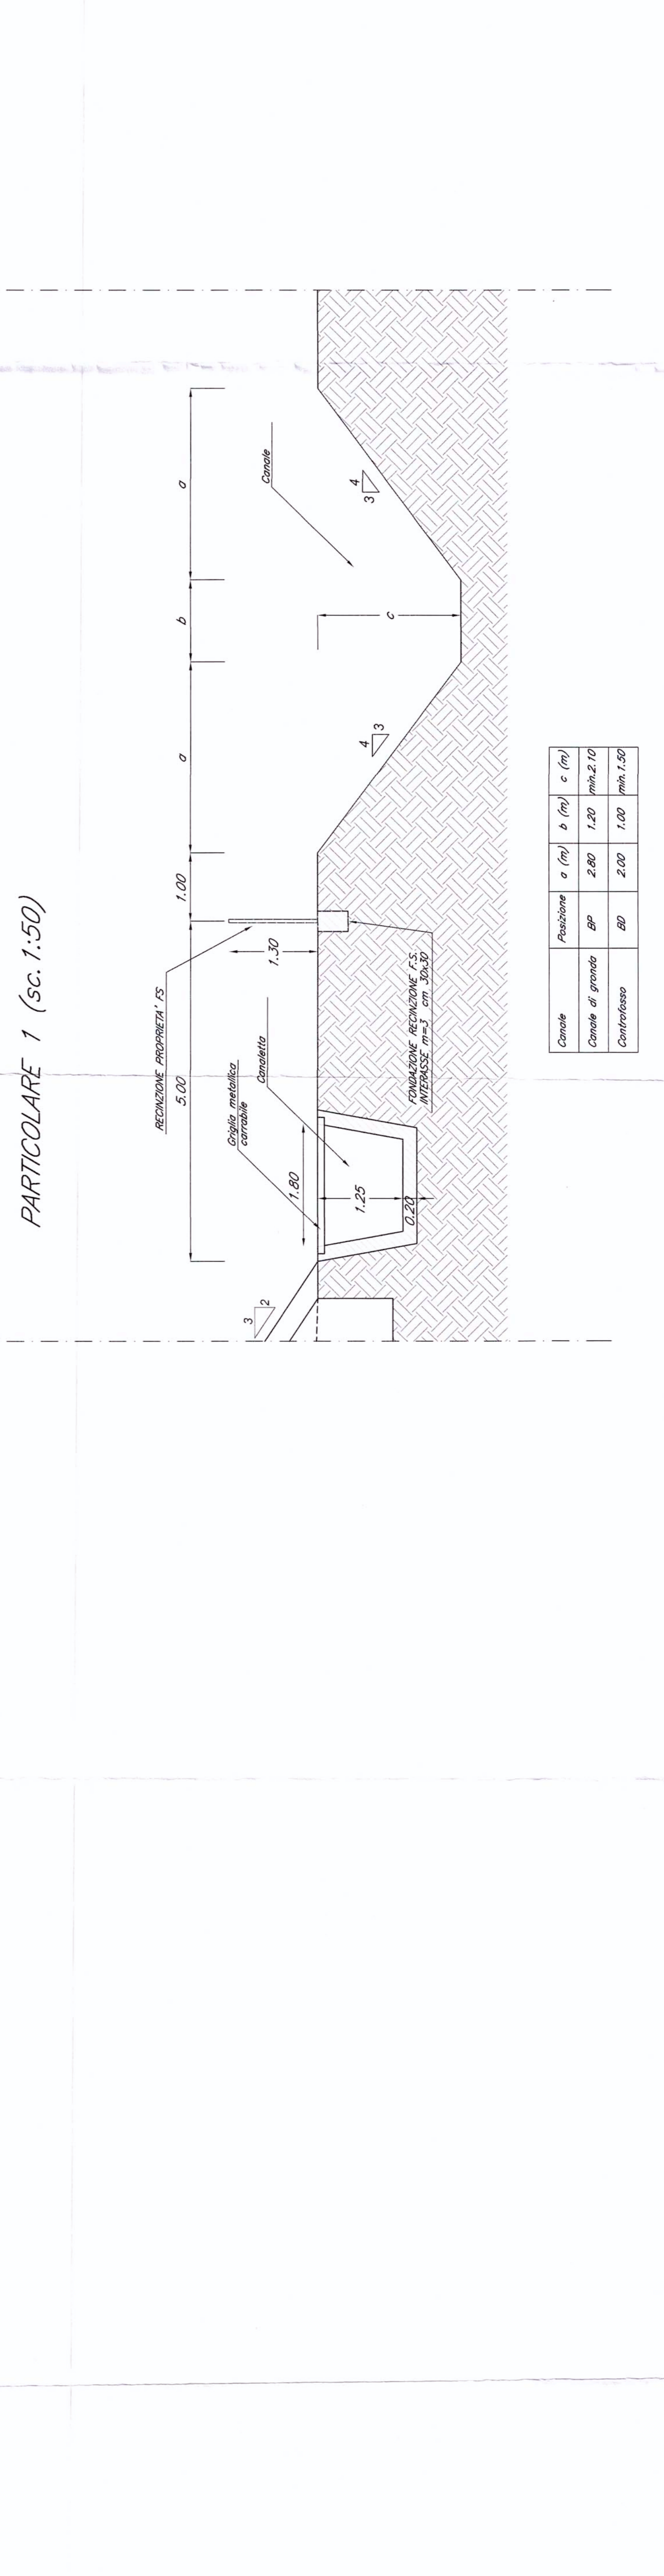 PARTICOLARE 1 (sc. 1:50)
RECINZIONE PROPRIETA' FS
5.00
1.00
a
b
a
Griglia metallica
carrabile
Canaletta
Canale
3
2
1.80
1.30
1.25
0.20
4
3
c
4
3
FONDAZIONE RECINZIONE F.S.
INTERASSE m=3 cm 30x30
Canale Posizione a (m) b (m) c (m)
Canale di gronda BP 2.80 1.20 min.2.10
Controfosso BD 2.00 1.00 min.1.50